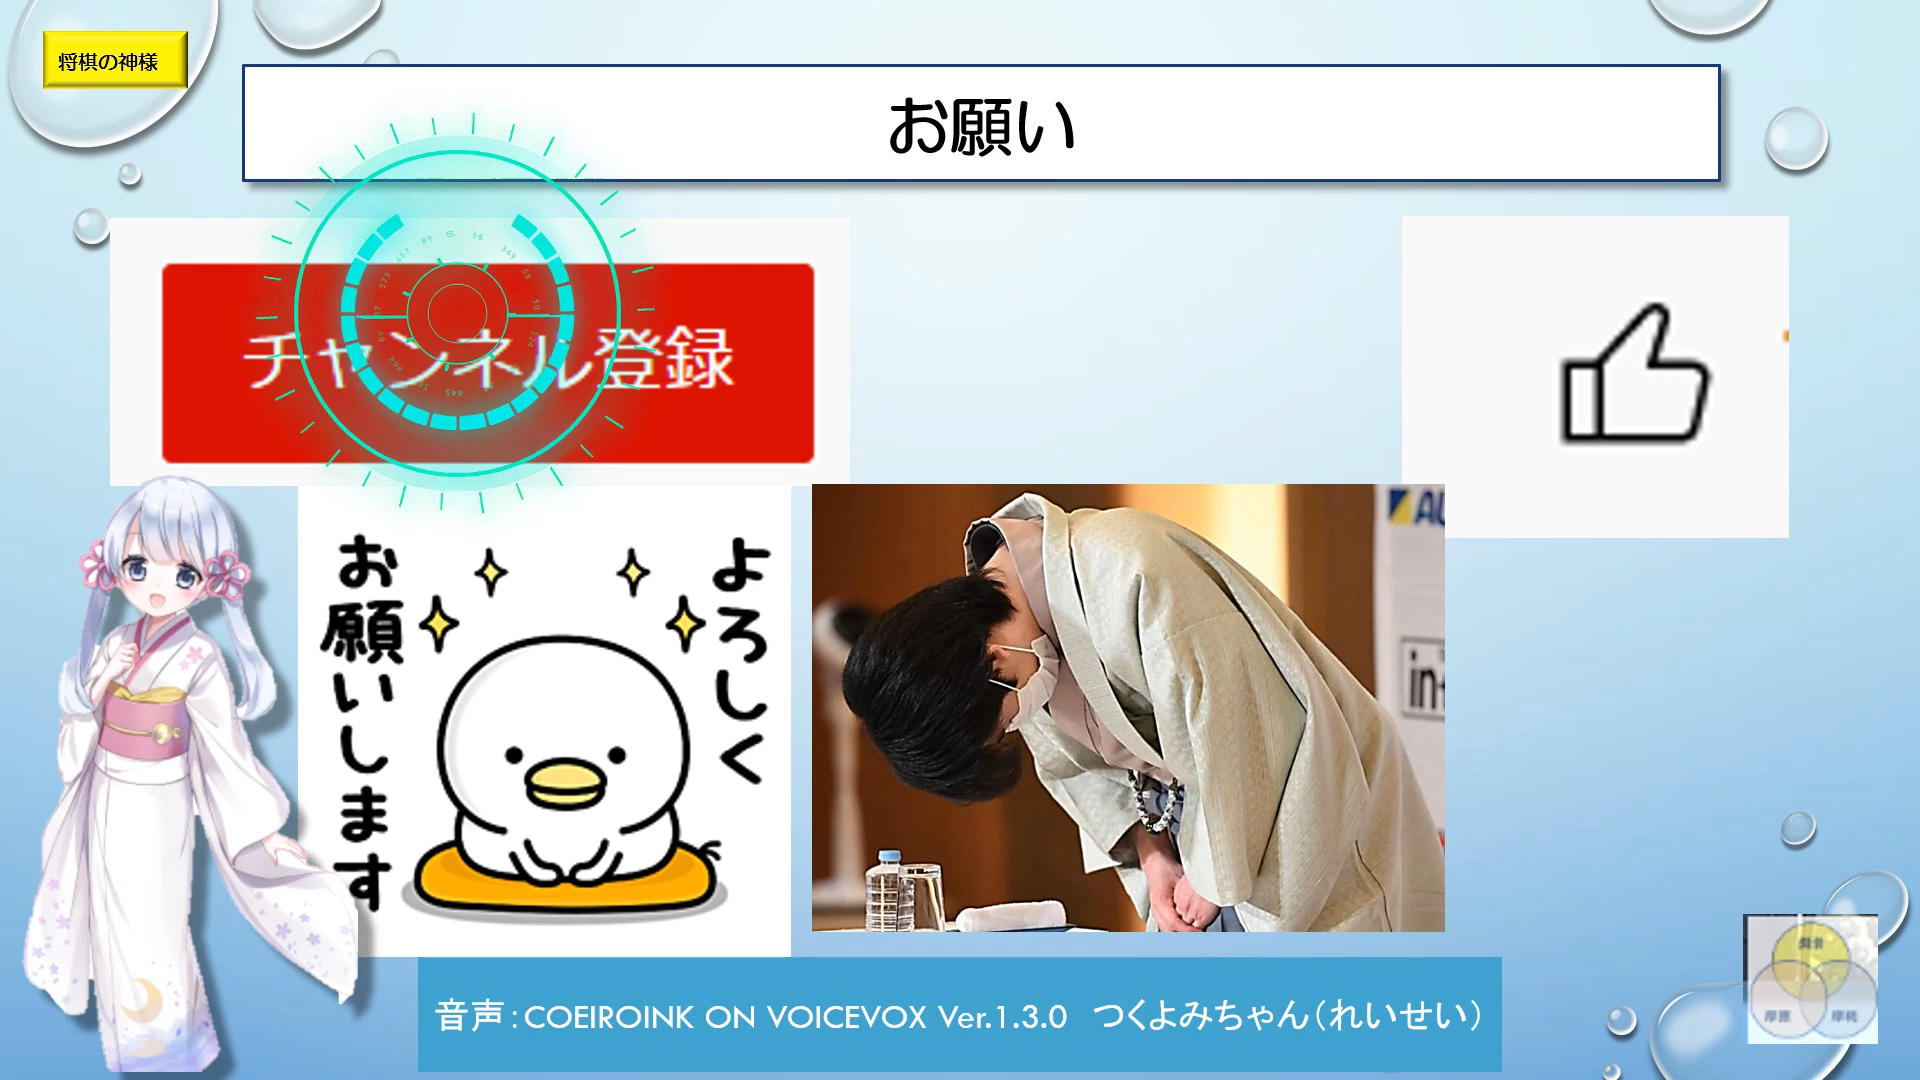 将棋の神様
お願い
チャンネル登録
よろしく
お願いします
音声：COEIROINK ON VOICEVOX Ver.1.3.0 つくよみちゃん（れいせい）